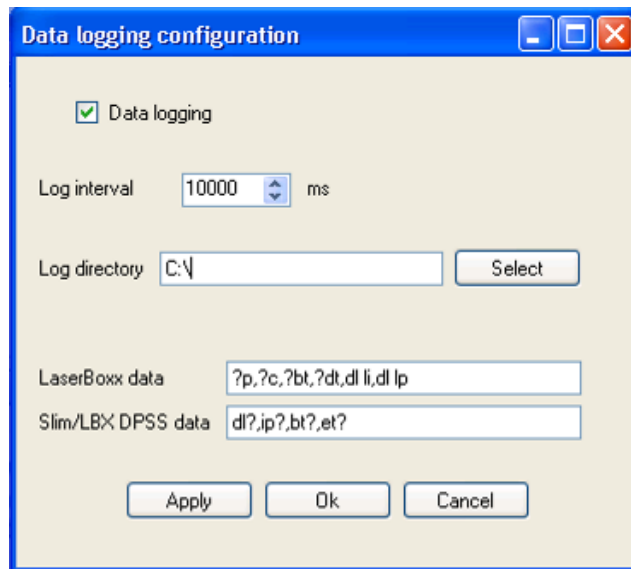 Data logging configuration
Data logging
Log interval 10000 ms
Log directory C:\ Select
LaserBoxx data ?p,?c,?bt,?dt,dl li,dl lp
Slim/LBX DPSS data dl?,ip?,bt?,et?
Apply Ok Cancel